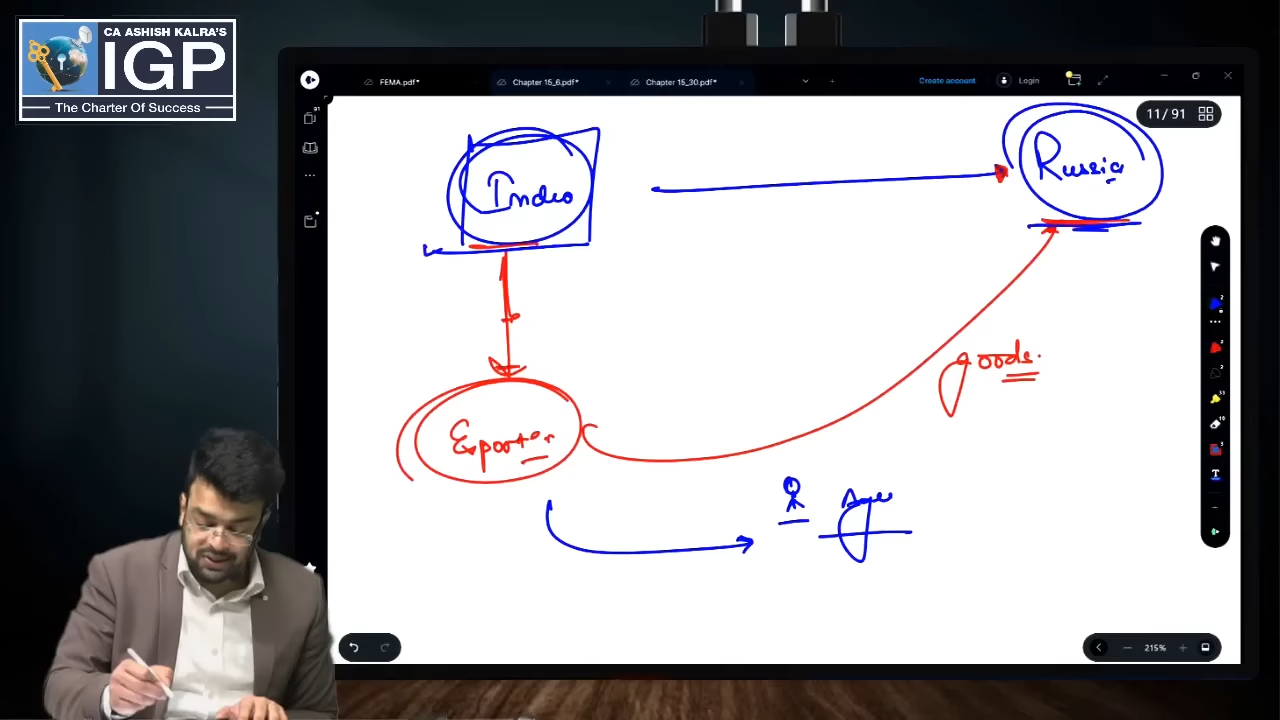 CA ASHISH KALRA'S
IGP
The Charter Of Success
FEMA.pdf*
Chapter 15_6.pdf*
Chapter 15_30.pdf*
Create account
Login
91
11/91
India
Russia
goods.
Exporter
215%